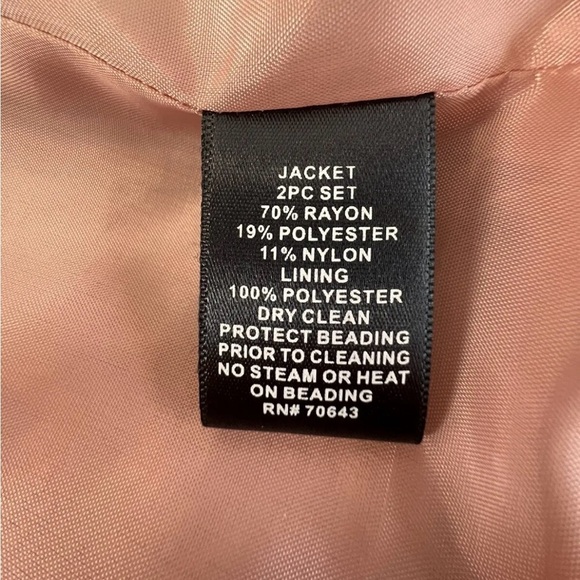 JACKET
2PC SET
70% RAYON
19% POLYESTER
11% NYLON
LINING
100% POLYESTER
DRY CLEAN
PROTECT BEADING
PRIOR TO CLEANING
NO STEAM OR HEAT
ON BEADING
RN# 70643